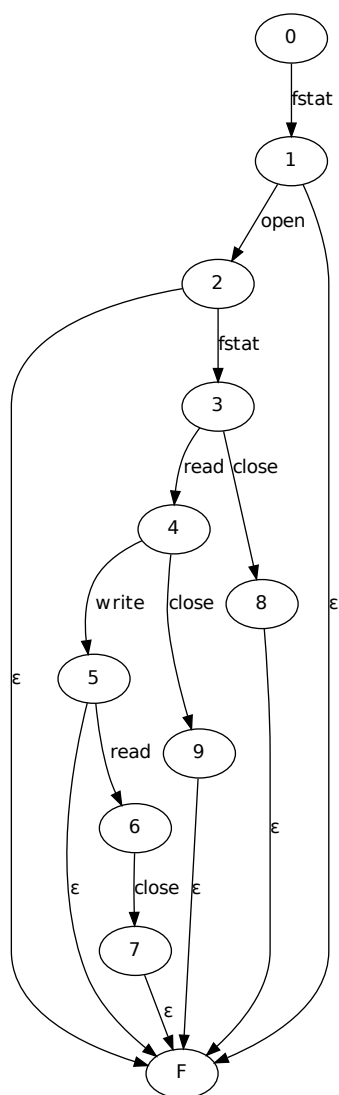 0
fstat
1
open
2
fstat
3
read close
4
write close 8
ε ε
5
read 9
6
ε close ε ε
7
ε
F